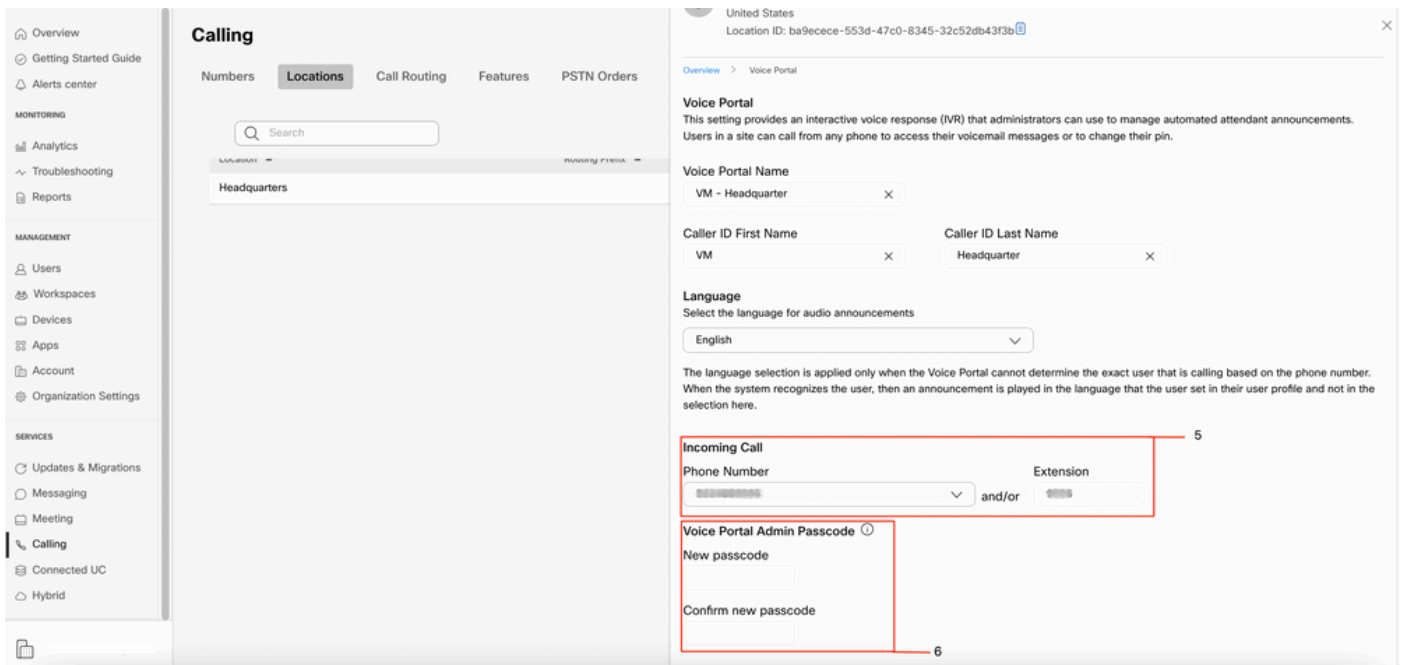 Overview
Getting Started Guide
Alerts center
MONITORING
Analytics
Troubleshooting
Reports
MANAGEMENT
Users
Workspaces
Devices
Apps
Account
Organization Settings
SERVICES
Updates & Migrations
Messaging
Meeting
Calling
Connected UC
Hybrid
Calling
Numbers Locations Call Routing Features PSTN Orders
Search
Location Routing Prefix
Headquarters
United States
Location ID: ba9ecece-553d-47c0-8345-32c52db43f3b
Overview > Voice Portal
Voice Portal
This setting provides an interactive voice response (IVR) that administrators can use to manage automated attendant announcements.
Users in a site can call from any phone to access their voicemail messages or to change their pin.
Voice Portal Name
VM - Headquarter
Caller ID First Name Caller ID Last Name
VM Headquarter
Language
Select the language for audio announcements
English
The language selection is applied only when the Voice Portal cannot determine the exact user that is calling based on the phone number.
When the system recognizes the user, then an announcement is played in the language that the user set in their user profile and not in the
selection here.
5
Incoming Call
Phone Number Extension
and/or
Voice Portal Admin Passcode
New passcode
Confirm new passcode
6